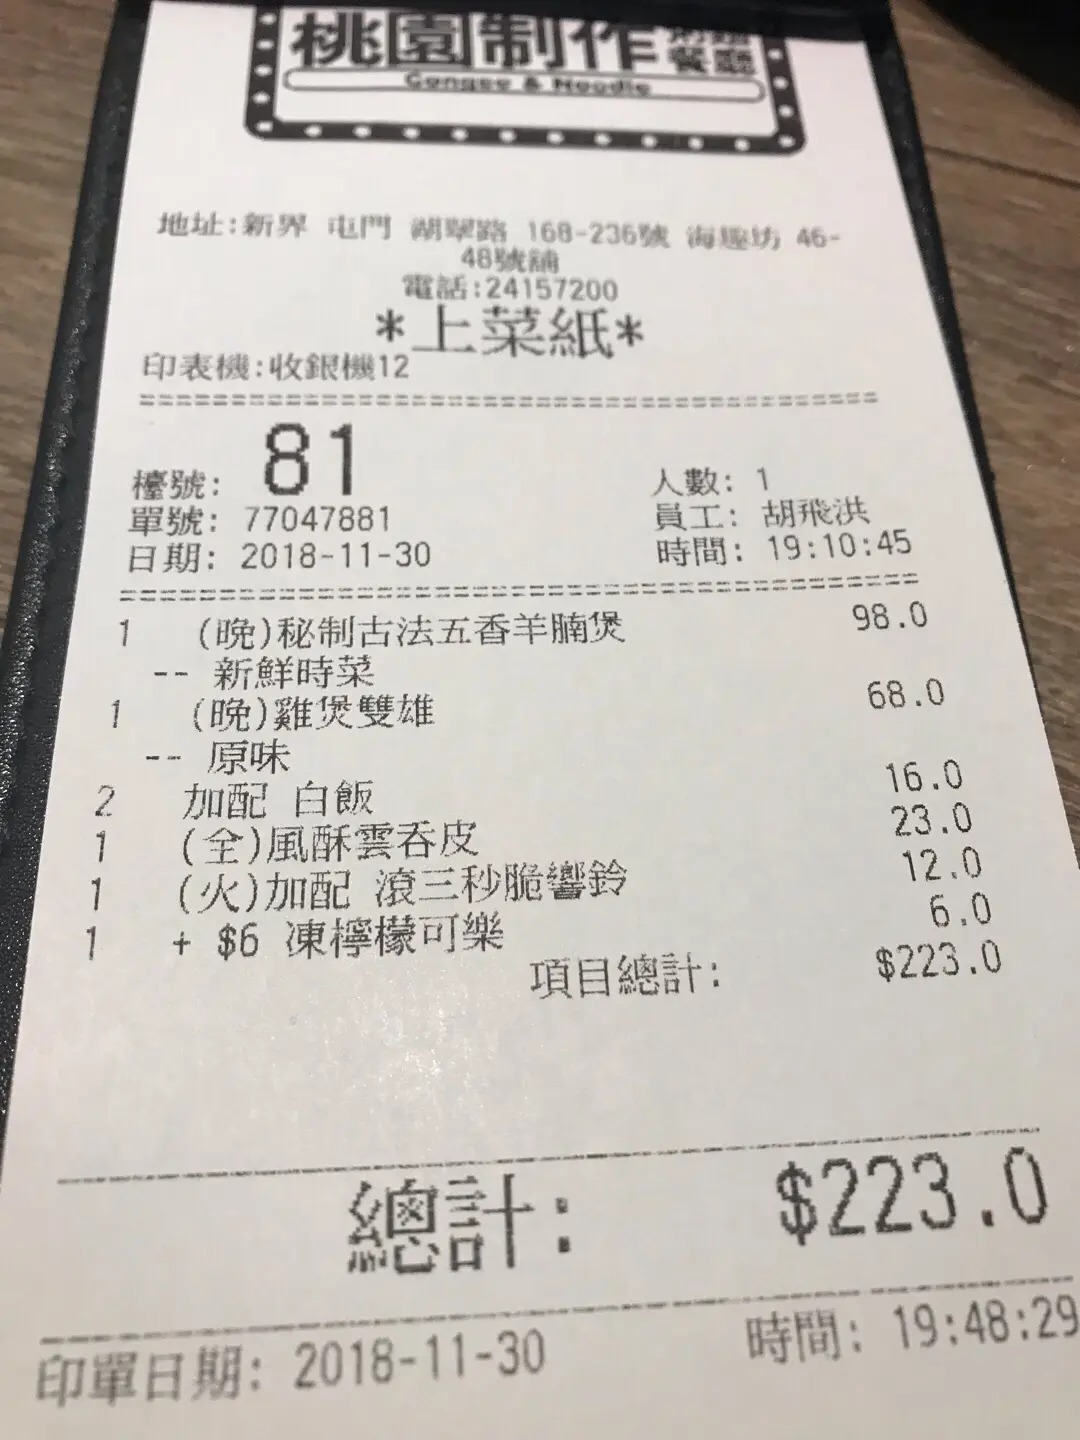 桃園制作 粥麵
餐廳
Congee & Noodle
地址:新界 屯門 湖翠路 168-236號 海趣坊 46-
48號舖
電話:24157200
*上菜紙*
印表機:收銀機12
檯號: 81 人數: 1
單號: 77047881 員工: 胡飛洪
日期: 2018-11-30 時間: 19:10:45
1 (晚)秘制古法五香羊腩煲 98.0
-- 新鮮時菜
1 (晚)雞煲雙雄 68.0
-- 原味
2 加配 白飯 16.0
1 (全)風酥雲吞皮 23.0
1 (火)加配 滾三秒脆響鈴 12.0
1 + $6 凍檸檬可樂 6.0
項目總計: $223.0
總計: $223.0
印單日期: 2018-11-30 時間: 19:48:29